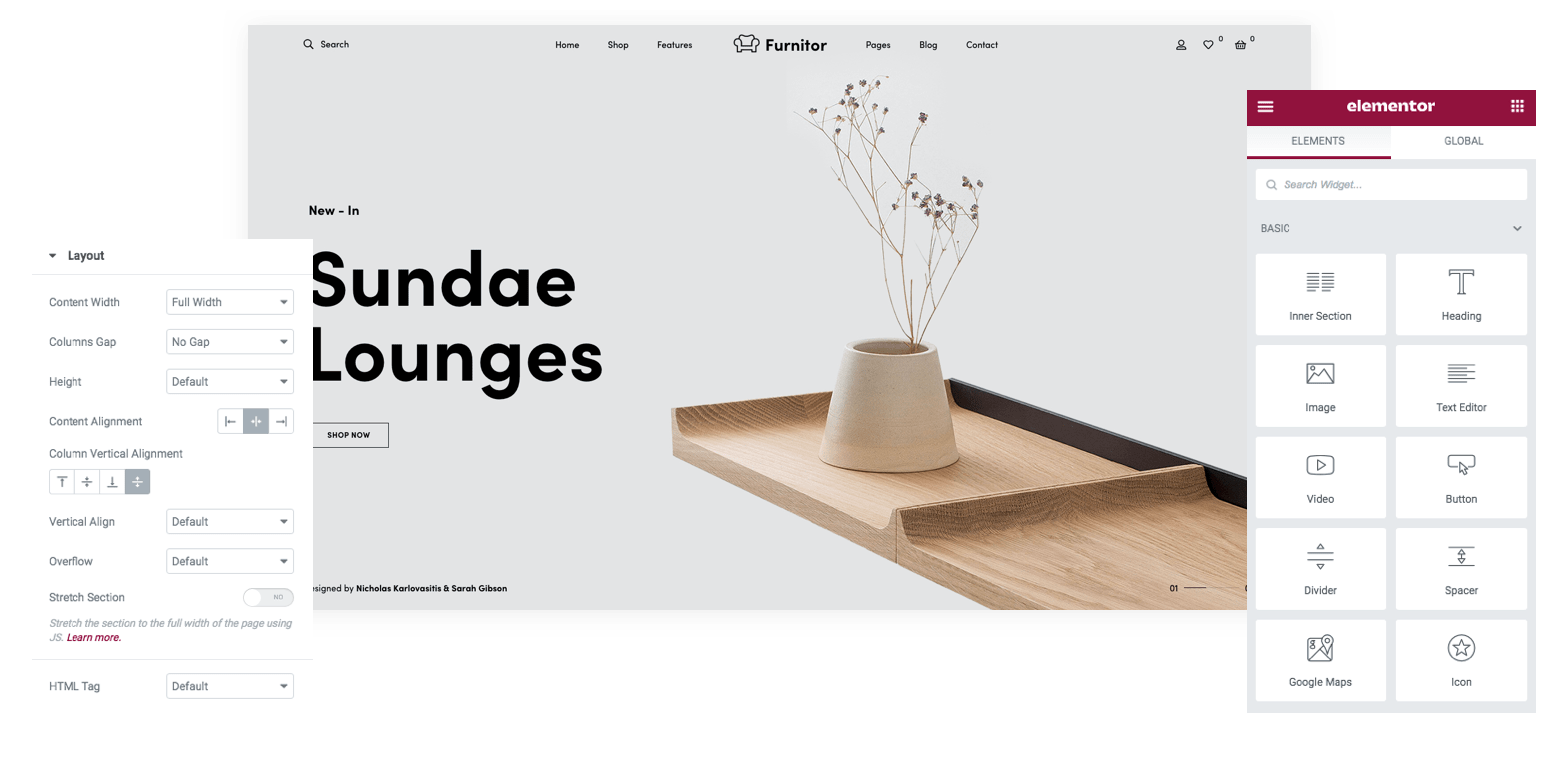 Search
Home
Shop
Features
Furnitor
Pages
Blog
Contact
0
0
New - In
Sundae
Lounges
SHOP NOW
esigned by Nicholas Karlovasitis & Sarah Gibson
01
Layout
Content Width
Full Width
Columns Gap
No Gap
Height
Default
Content Alignment
Column Vertical Alignment
Vertical Align
Default
Overflow
Default
Stretch Section
NO
Stretch the section to the full width of the page using
JS. Learn more.
HTML Tag
Default
elementor
ELEMENTS
GLOBAL
Search Widget...
BASIC
Inner Section
Heading
Image
Text Editor
Video
Button
Divider
Spacer
Google Maps
Icon